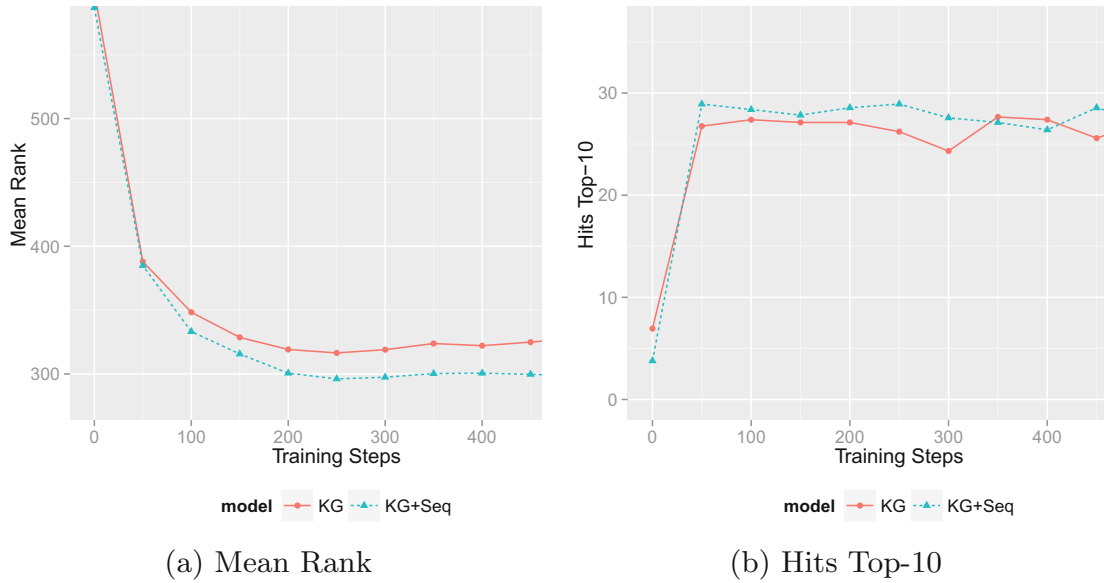 Mean Rank
500
400
300
0 100 200 300 400
Training Steps
model KG KG+Seq
(a) Mean Rank
Hits Top−10
30
20
10
0
0 100 200 300 400
Training Steps
model KG KG+Seq
(b) Hits Top-10